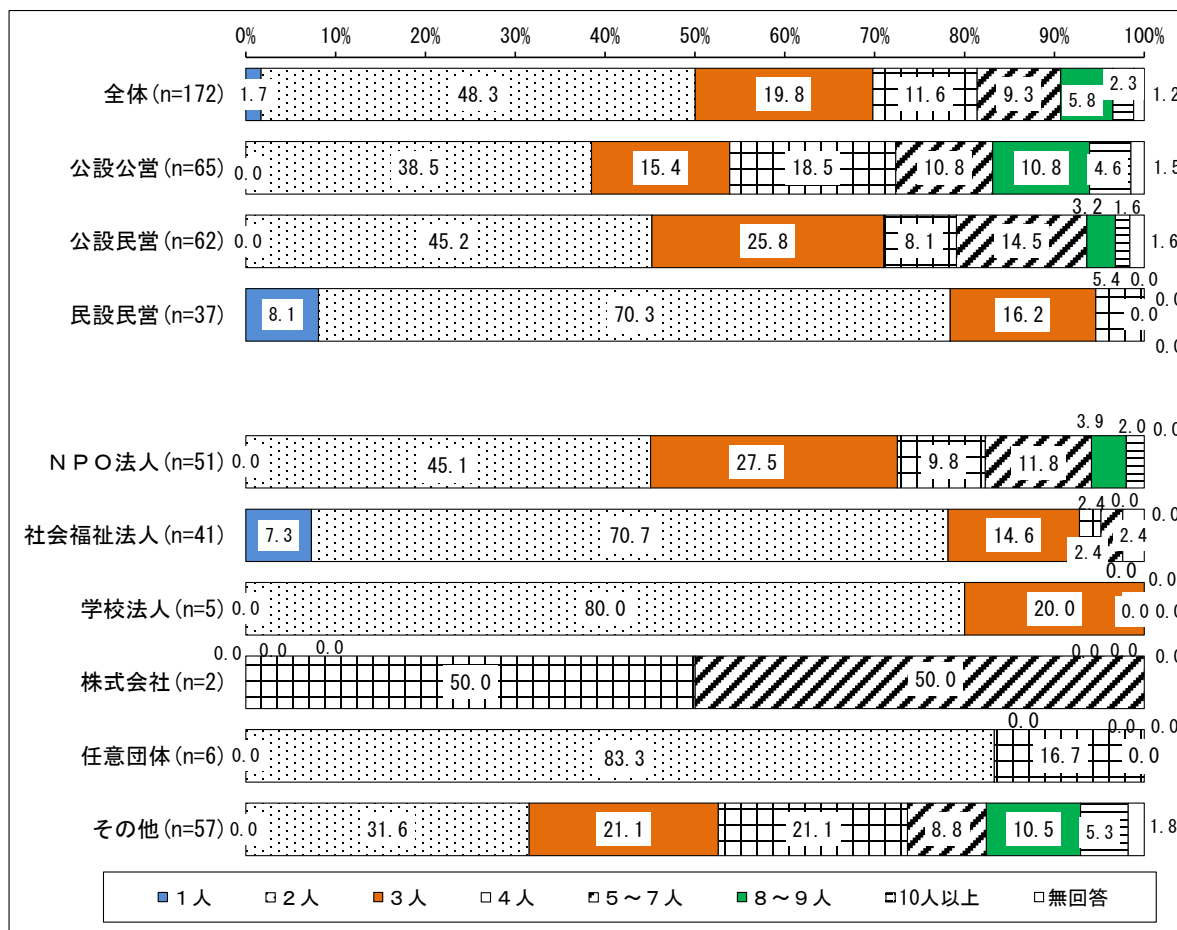 0% 10% 20% 30% 40% 50% 60% 70% 80% 90% 100%
全体(n=172) 1.7 48.3 19.8 11.6 9.3 5.8 2.3 1.2
公設公営(n=65) 0.0 38.5 15.4 18.5 10.8 10.8 4.6 1.5
公設民営(n=62) 0.0 45.2 25.8 8.1 14.5 3.2 1.6 1.6
民設民営(n=37) 8.1 70.3 16.2 5.4 0.0 0.0 0.0 0.0
ＮＰＯ法人(n=51) 0.0 45.1 27.5 9.8 11.8 3.9 2.0 0.0
社会福祉法人(n=41) 7.3 70.7 14.6 2.4 2.4 0.0 0.0 2.4
学校法人(n=5) 0.0 80.0 20.0 0.0 0.0 0.0 0.0 0.0
株式会社(n=2) 0.0 0.0 0.0 50.0 50.0 0.0 0.0 0.0
任意団体(n=6) 0.0 83.3 0.0 16.7 0.0 0.0 0.0
その他(n=57) 0.0 31.6 21.1 21.1 8.8 10.5 5.3 1.8
１人 ２人 ３人 ４人 ５～７人 ８～９人 10人以上 無回答